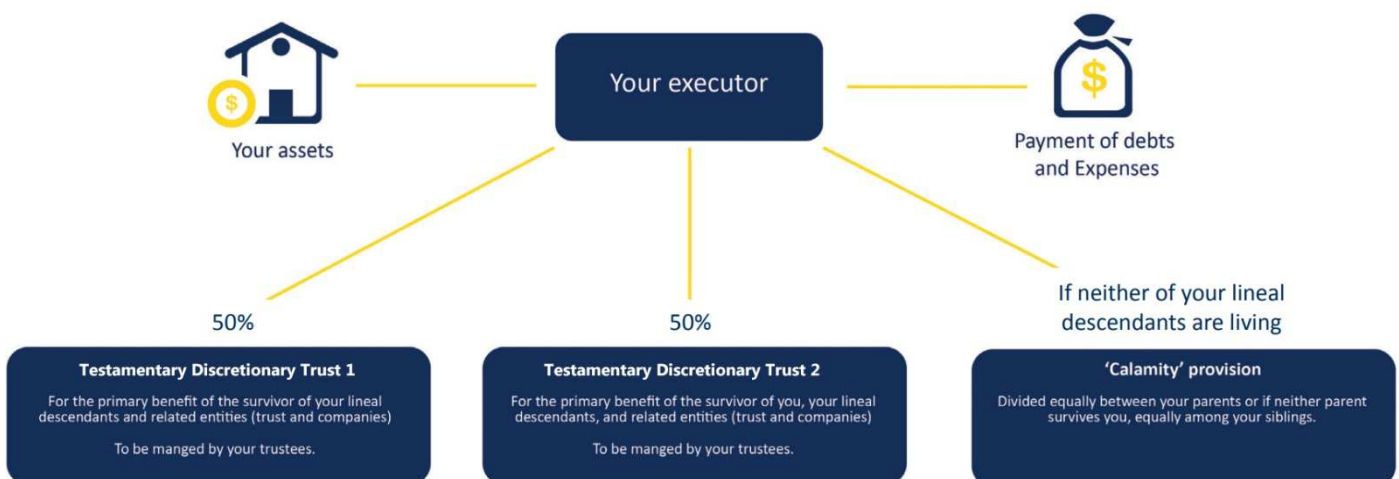 $
Your assets
Your executor
$
Payment of debts
and Expenses
50%
Testamentary Discretionary Trust 1
For the primary benefit of the survivor of your lineal
descendants and related entities (trust and companies)
To be manged by your trustees.
50%
Testamentary Discretionary Trust 2
For the primary benefit of the survivor of you, your lineal
descendants, and related entities (trust and companies)
To be manged by your trustees.
If neither of your lineal
descendants are living
‘Calamity’ provision
Divided equally between your parents or if neither parent
survives you, equally among your siblings.